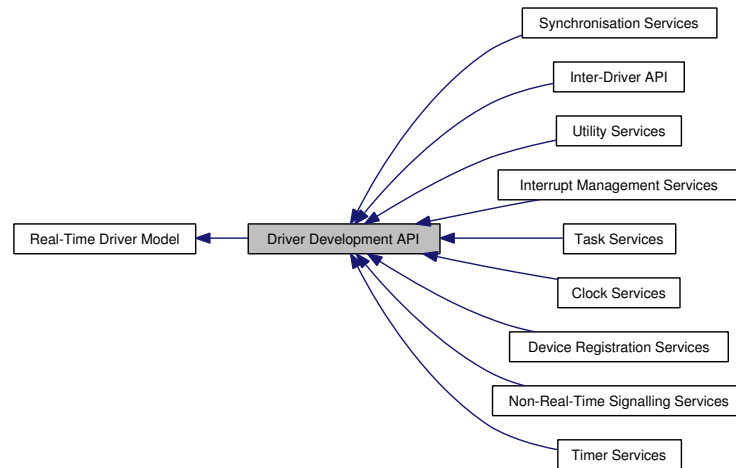 Synchronisation Services
Inter-Driver API
Utility Services
Interrupt Management Services
Real-Time Driver Model
Driver Development API
Task Services
Clock Services
Device Registration Services
Non-Real-Time Signalling Services
Timer Services